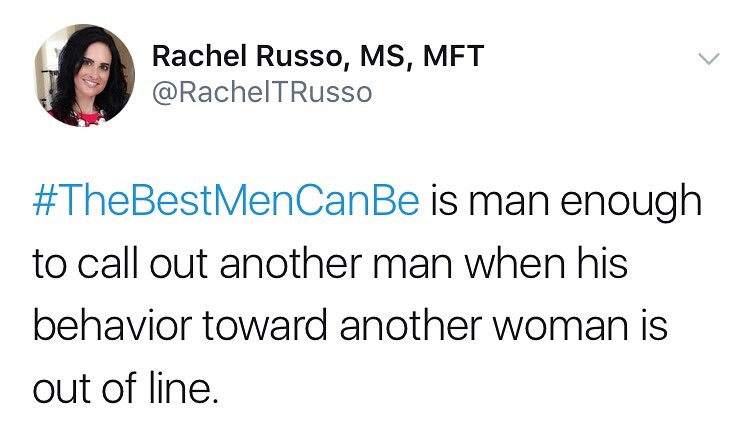 Rachel Russo, MS, MFT
@RachelTRusso
#TheBestMenCanBe is man enough
to call out another man when his
behavior toward another woman is
out of line.